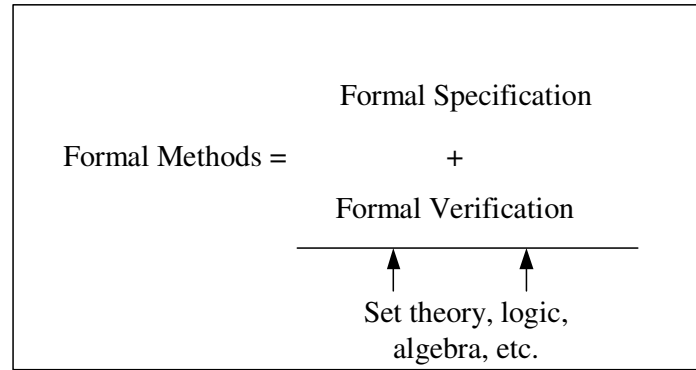 Formal Specification
Formal Methods = +
Formal Verification
Set theory, logic,
algebra, etc.